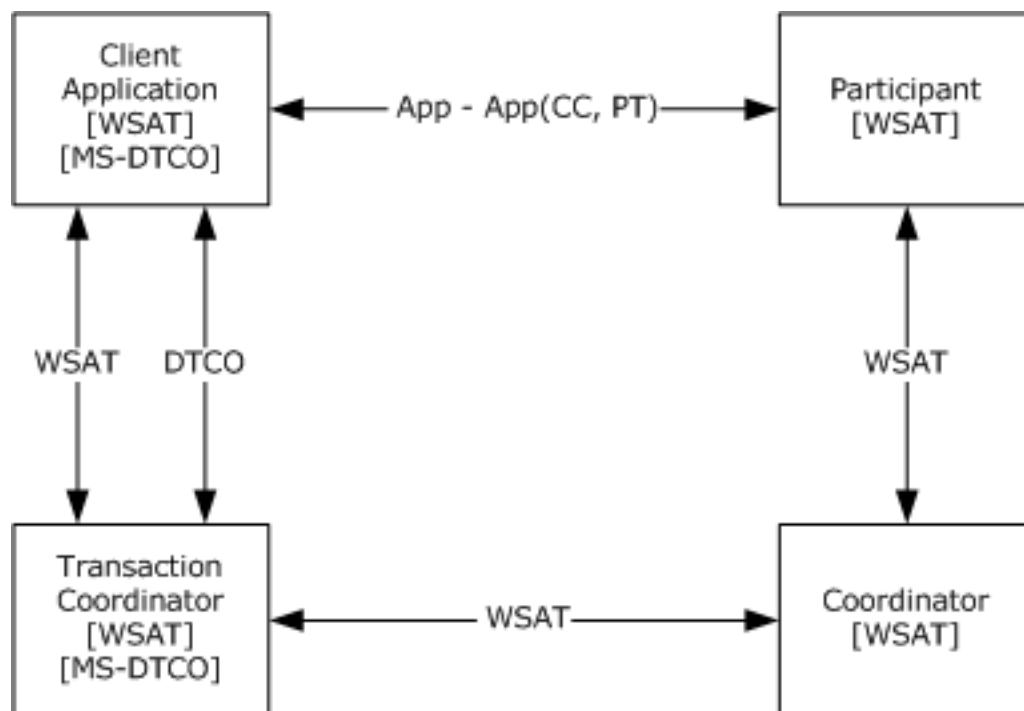 Client
Application
[WSAT]
[MS-DTCO]
App - App(CC, PT)
Participant
[WSAT]
WSAT
DTCO
WSAT
Transaction
Coordinator
[WSAT]
[MS-DTCO]
WSAT
Coordinator
[WSAT]